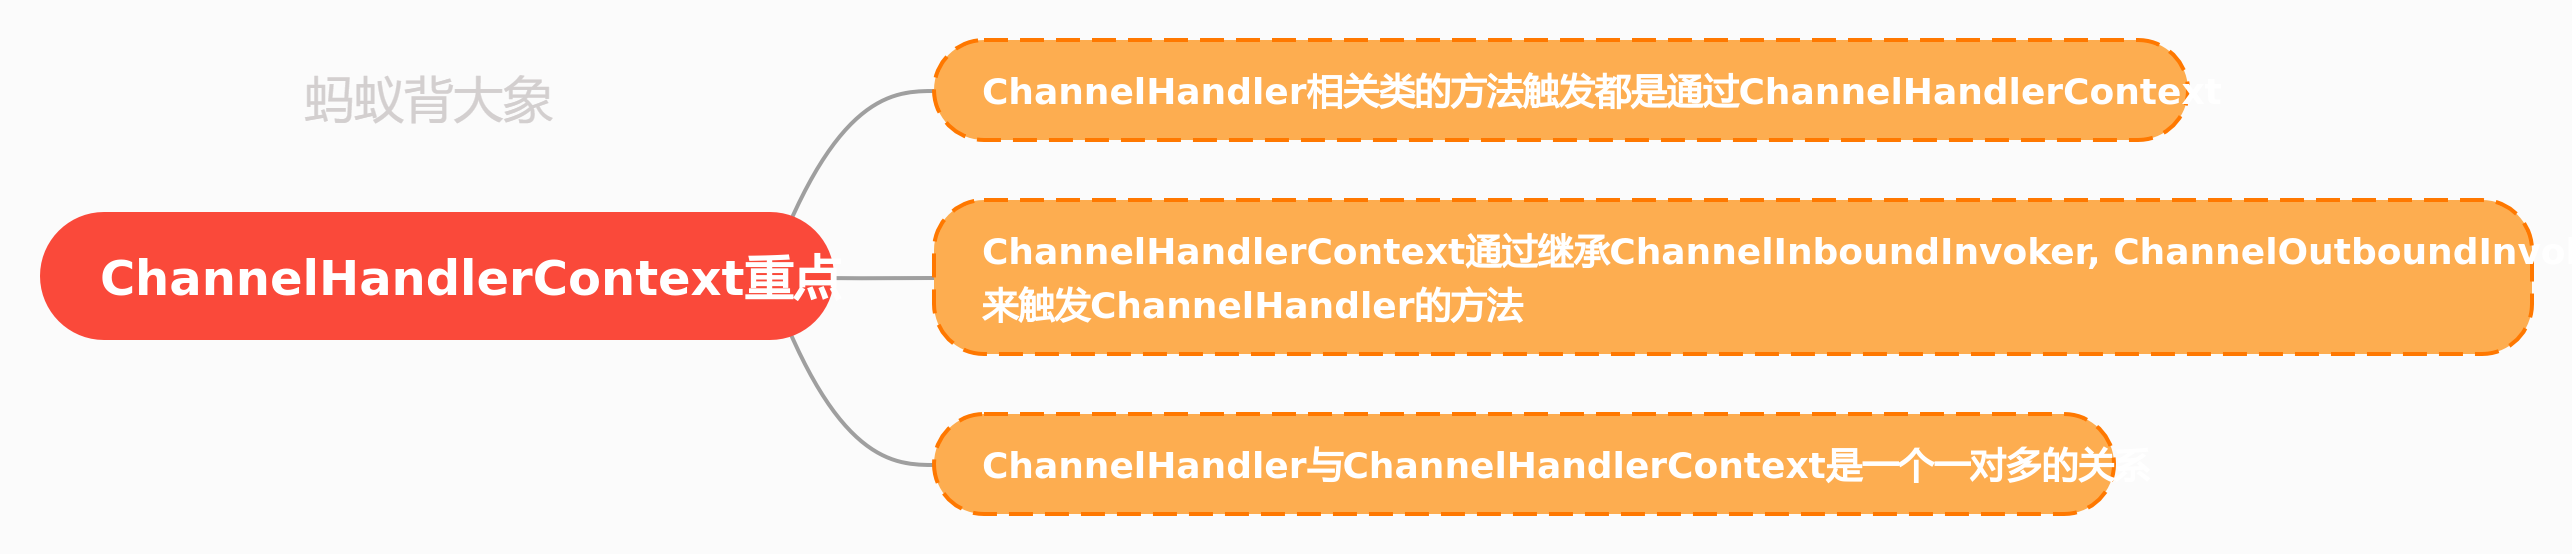 蚂蚁背大象
ChannelHandlerContext重点
ChannelHandler相关类的方法触发都是通过ChannelHandlerContext
ChannelHandlerContext通过继承ChannelInboundInvoker,
来触发ChannelHandler的方法
ChannelHandler与ChannelHandlerContext是一个一对多的关系